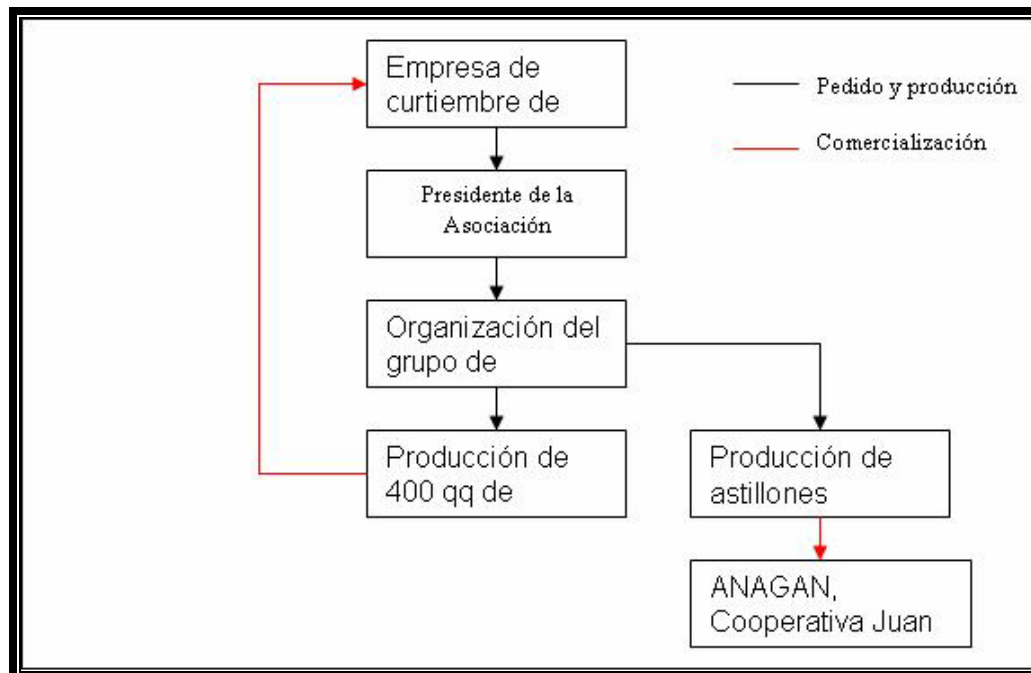 Empresa de
curtiembre de
Pedido y producción
Comercialización
Presidente de la
Asociación
Organización del
grupo de
Producción de
400 qq de
Producción de
astillones
ANAGAN,
Cooperativa Juan